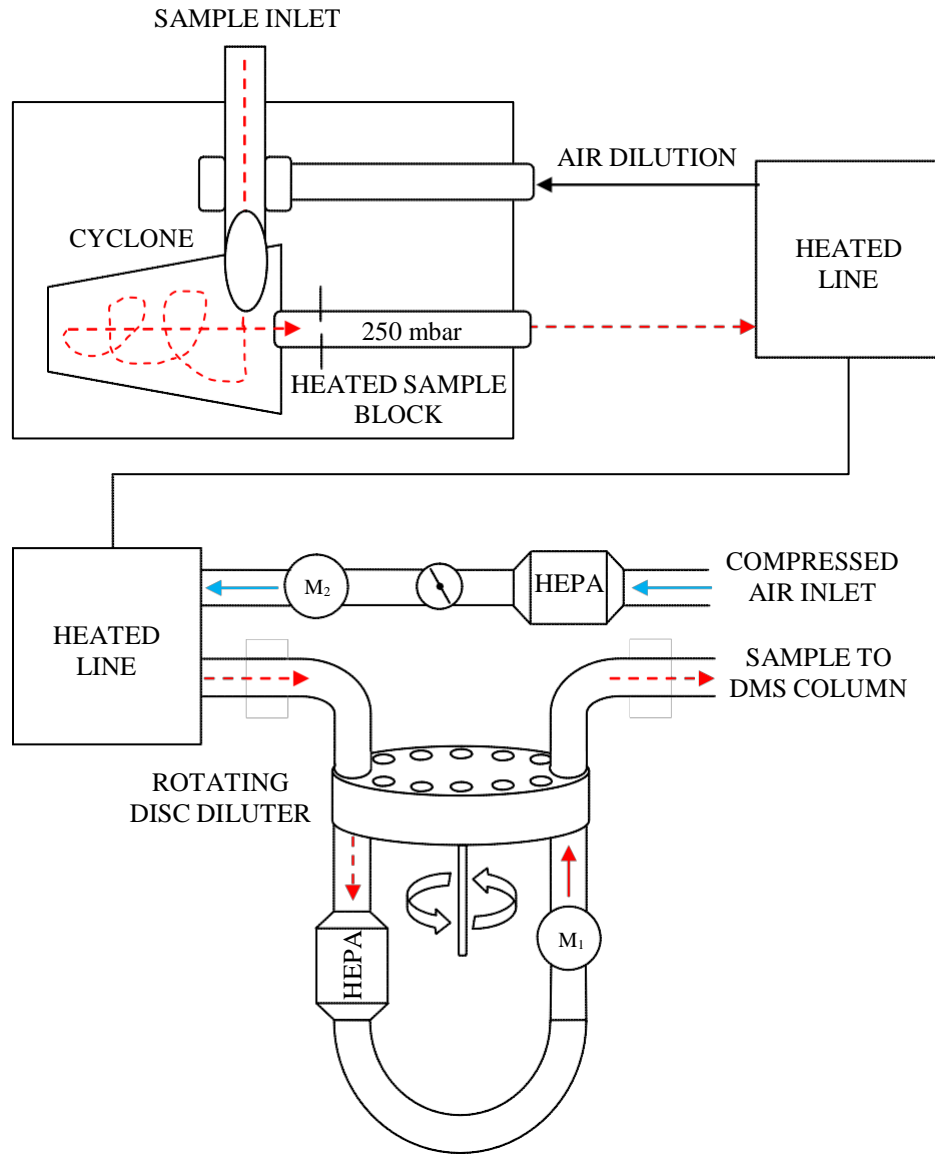 SAMPLE INLET
AIR DILUTION
CYCLONE
HEATED
LINE
250 mbar
HEATED SAMPLE
BLOCK
HEATED
LINE
M₂
HEPA
COMPRESSED
AIR INLET
SAMPLE TO
DMS COLUMN
ROTATING
DISC DILUTER
HEPA
M₁